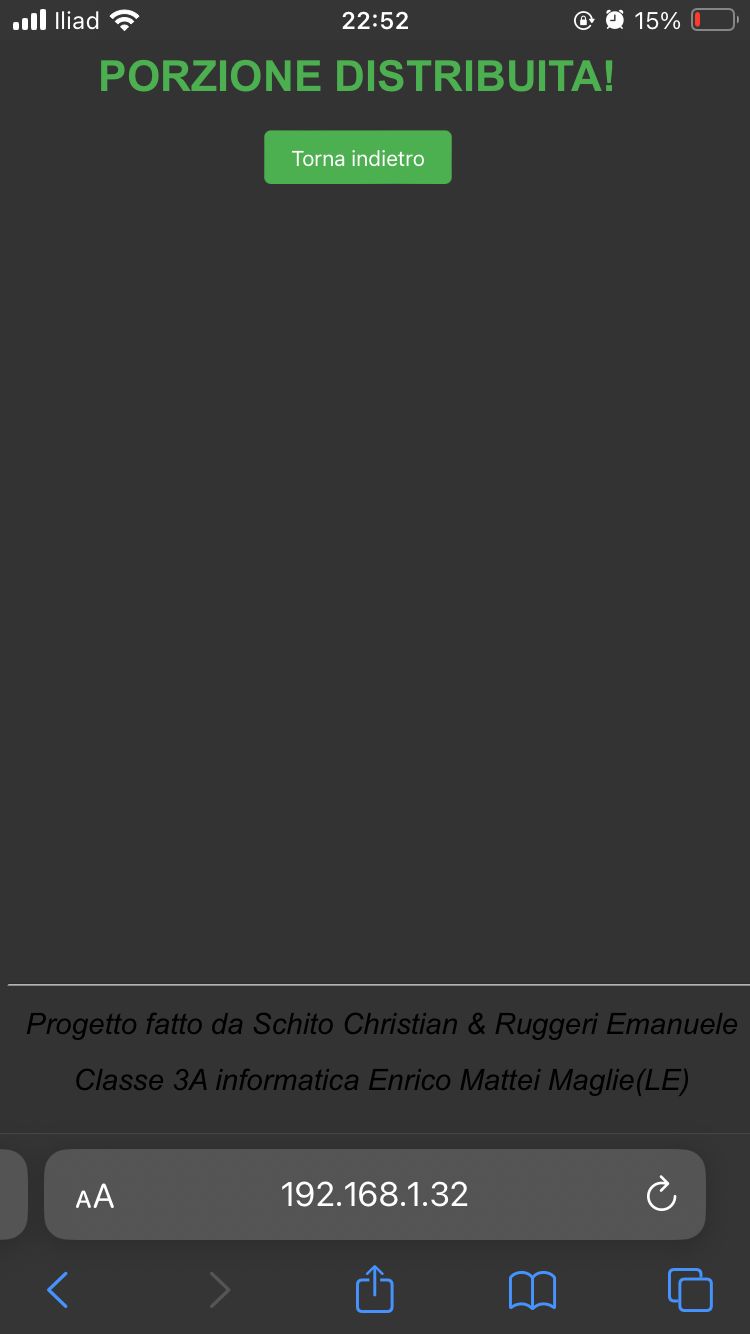 Iliad 22:52 15%
PORZIONE DISTRIBUITA!
Torna indietro
Progetto fatto da Schito Christian & Ruggeri Emanuele
Classe 3A informatica Enrico Mattei Maglie(LE)
AA 192.168.1.32